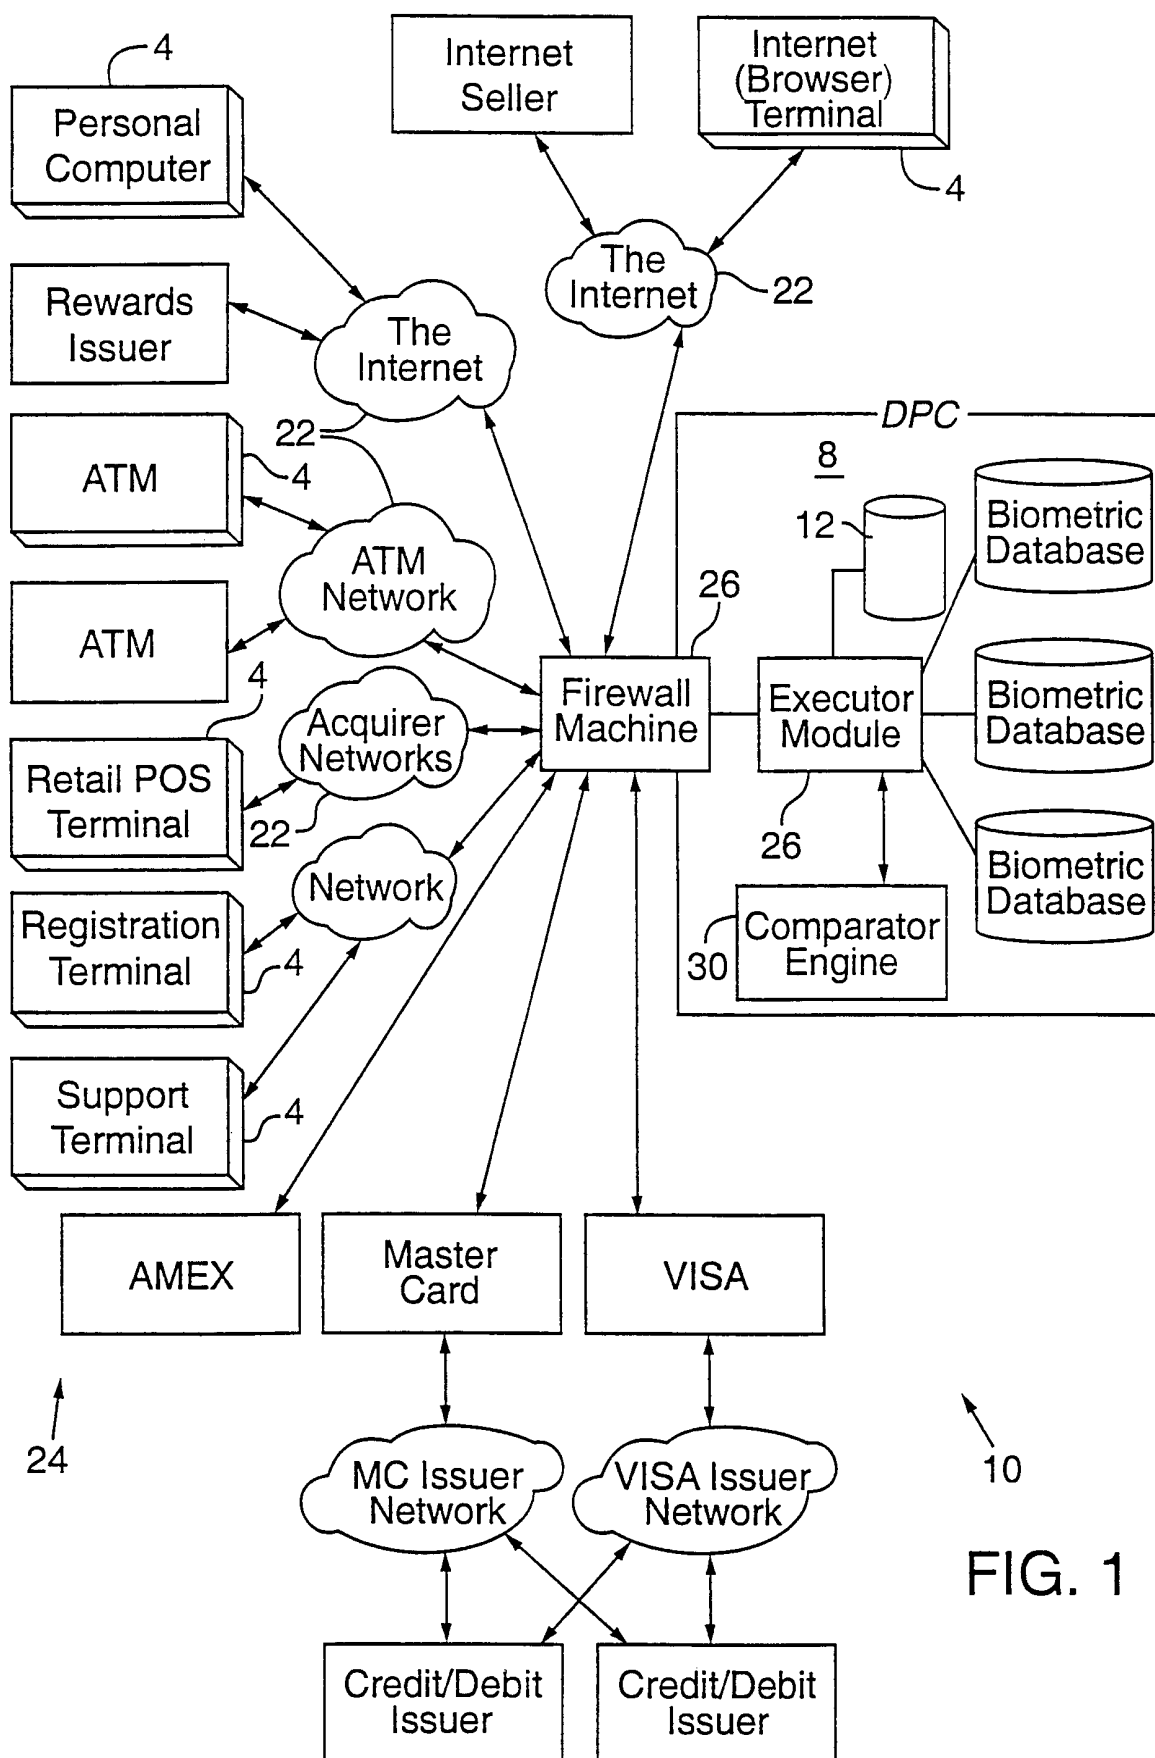 4
Internet
Seller
Internet
(Browser)
Terminal
4
Personal
Computer
The
Internet
22
Rewards
Issuer
The
Internet
22
DPC
8
12
Biometric
Database
ATM
4
ATM
Network
26
ATM
Firewall
Machine
Executor
Module
Biometric
Database
4
Acquirer
Networks
Retail POS
Terminal
22
26
Biometric
Database
Network
Registration
Terminal
4
30
Comparator
Engine
Support
Terminal
4
AMEX
Master
Card
VISA
24
10
MC Issuer
Network
VISA Issuer
Network
FIG. 1
Credit/Debit
Issuer
Credit/Debit
Issuer